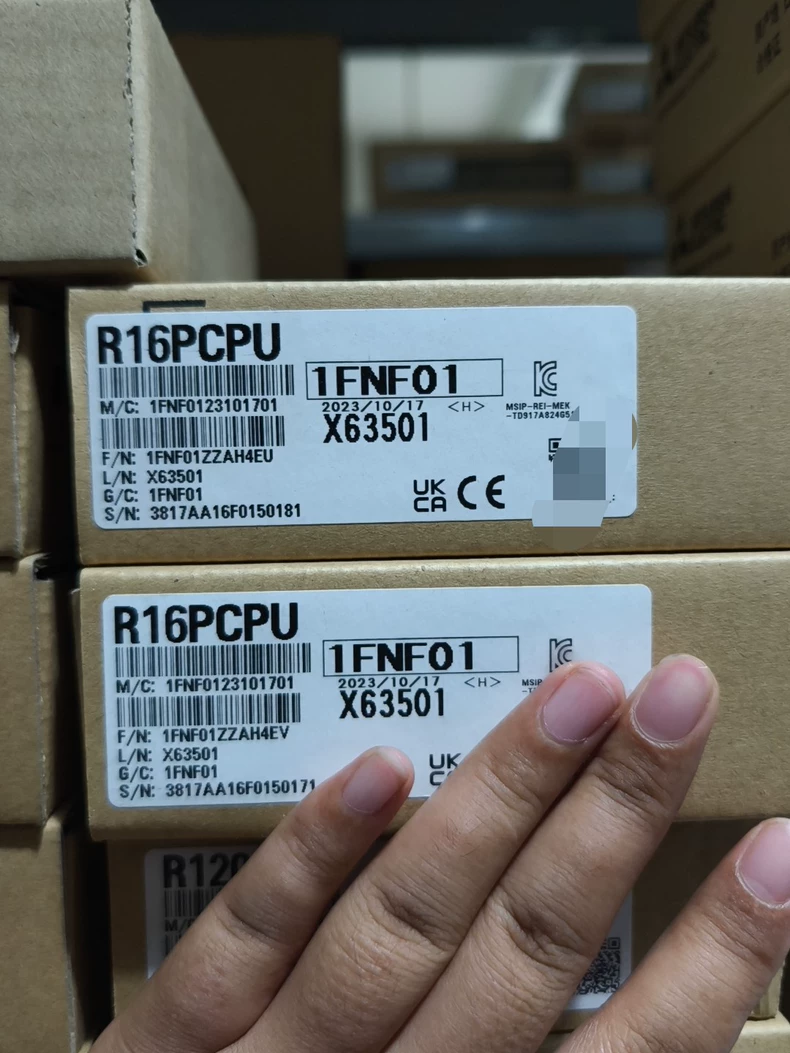 R16PCPU
1FNF01
M/C: 1FNF0123101701
2023/10/17 <H>
MSIP-REI-MEK
X63501
F/N: 1FNF01ZZAH4EU
L/N: X63501
G/C: 1FNF01
S/N: 3817AA16F0150181
UK
CA
CE
R16PCPU
1FNF01
M/C: 1FNF0123101701
2023/10/17 <H>
X63501
F/N: 1FNF01ZZAH4EV
L/N: X63501
G/C: 1FNF01
S/N: 3817AA16F0150171
UK